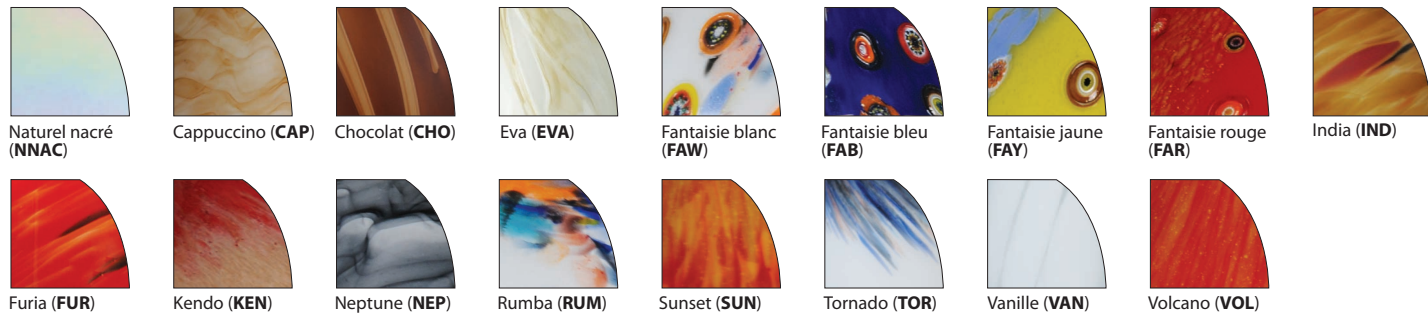 Naturel nacré
(NNAC)
Cappuccino (CAP)
Chocolat (CHO)
Eva (EVA)
Fantaisie blanc
(FAW)
Fantaisie bleu
(FAB)
Fantaisie jaune
(FAY)
Fantaisie rouge
(FAR)
India (IND)
Furia (FUR)
Kendo (KEN)
Neptune (NEP)
Rumba (RUM)
Sunset (SUN)
Tornado (TOR)
Vanille (VAN)
Volcano (VOL)